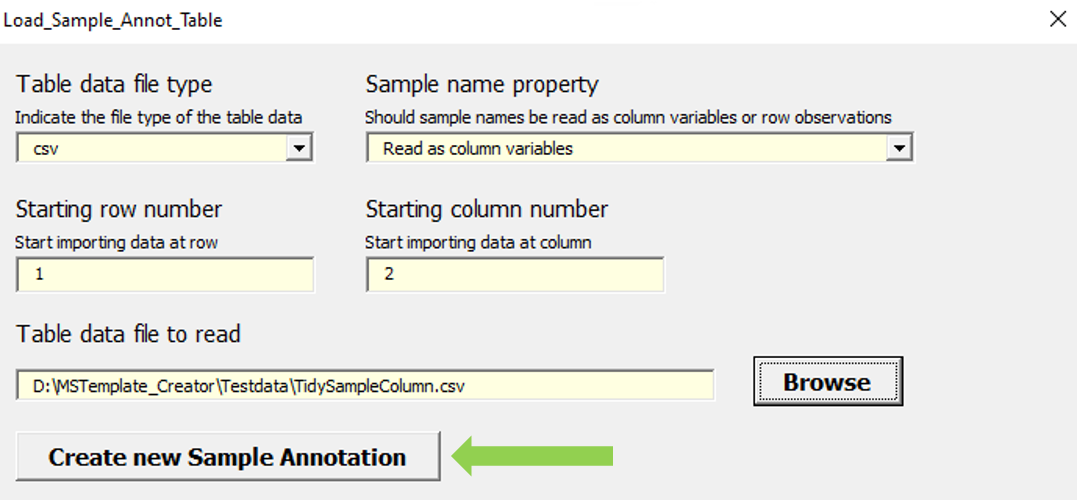 Load_Sample_Annot_Table
Table data file type
Sample name property
Indicate the file type of the table data
Should sample names be read as column variables or row observations
csv
Read as column variables
Starting row number
Starting column number
Start importing data at row
Start importing data at column
1
2
Table data file to read
D:\MSTemplate_Creator\Testdata\TidySampleColumn.csv
Browse
Create new Sample Annotation